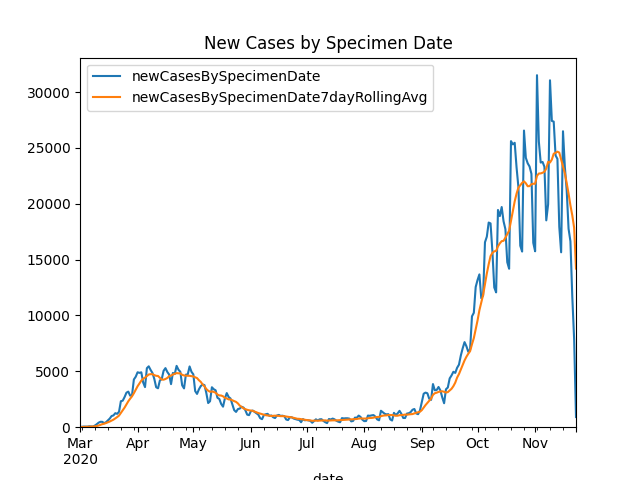 New Cases by Specimen Date
newCasesBySpecimenDate
newCasesBySpecimenDate7dayRollingAvg
30000
25000
20000
15000
10000
5000
0
Mar Apr May Jun Jul Aug Sep Oct Nov
2020
date